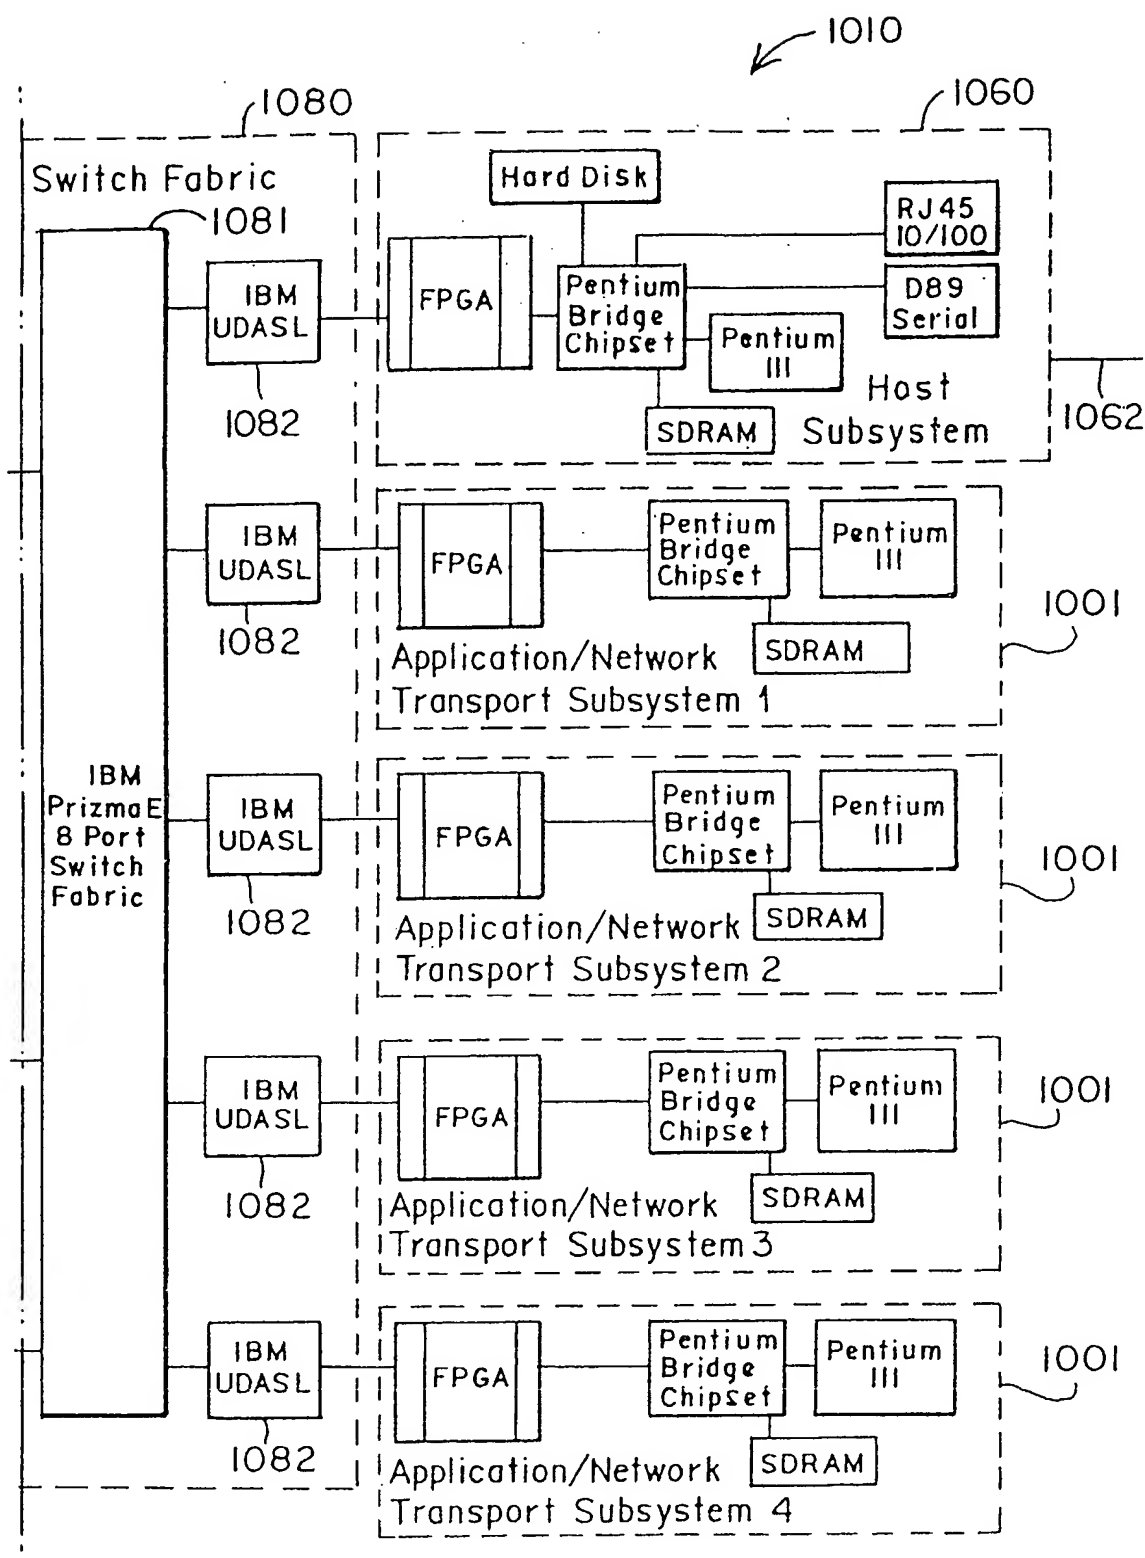 1010
1080
1060
Switch Fabric
1081
Hard Disk
RJ45
10/100
IBM
UDASL
FPGA
Pentium
Bridge
Chipset
D89
Serial
Pentium
III
1082
SDRAM
Host
Subsystem
1062
IBM
UDASL
1082
FPGA
Pentium
Bridge
Chipset
Pentium
III
SDRAM
Application/Network
Transport Subsystem 1
1001
IBM
PrizmaE
8 Port
Switch
Fabric
IBM
UDASL
1082
FPGA
Pentium
Bridge
Chipset
Pentium
III
SDRAM
Application/Network
Transport Subsystem 2
1001
IBM
UDASL
1082
FPGA
Pentium
Bridge
Chipset
Pentium
III
SDRAM
Application/Network
Transport Subsystem 3
1001
IBM
UDASL
1082
FPGA
Pentium
Bridge
Chipset
Pentium
III
SDRAM
Application/Network
Transport Subsystem 4
1001